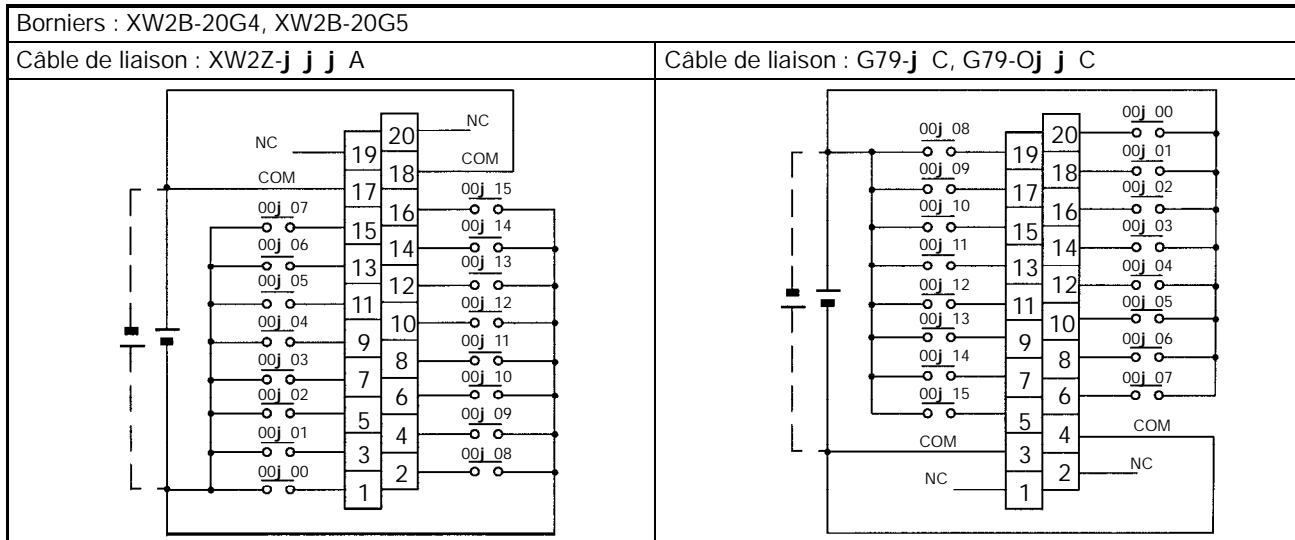 Borniers : XW2B-20G4, XW2B-20G5
Câble de liaison : XW2Z-j j j A
NC
20
NC
19
COM
18
COM
17
00j 15
16
00j 07
15
00j 14
14
00j 06
13
00j 13
12
00j 05
11
00j 12
10
00j 04
9
00j 11
8
00j 03
7
00j 10
6
00j 02
5
00j 09
4
00j 01
3
00j 08
2
00j 00
1
Câble de liaison : G79-j C, G79-Oj j C
00j 00
20
00j 08
19
00j 01
18
00j 09
17
00j 02
16
00j 10
15
00j 03
14
00j 11
13
00j 04
12
00j 12
11
00j 05
10
00j 13
9
00j 06
8
00j 14
7
00j 07
6
00j 15
5
COM
4
COM
3
NC
2
NC
1